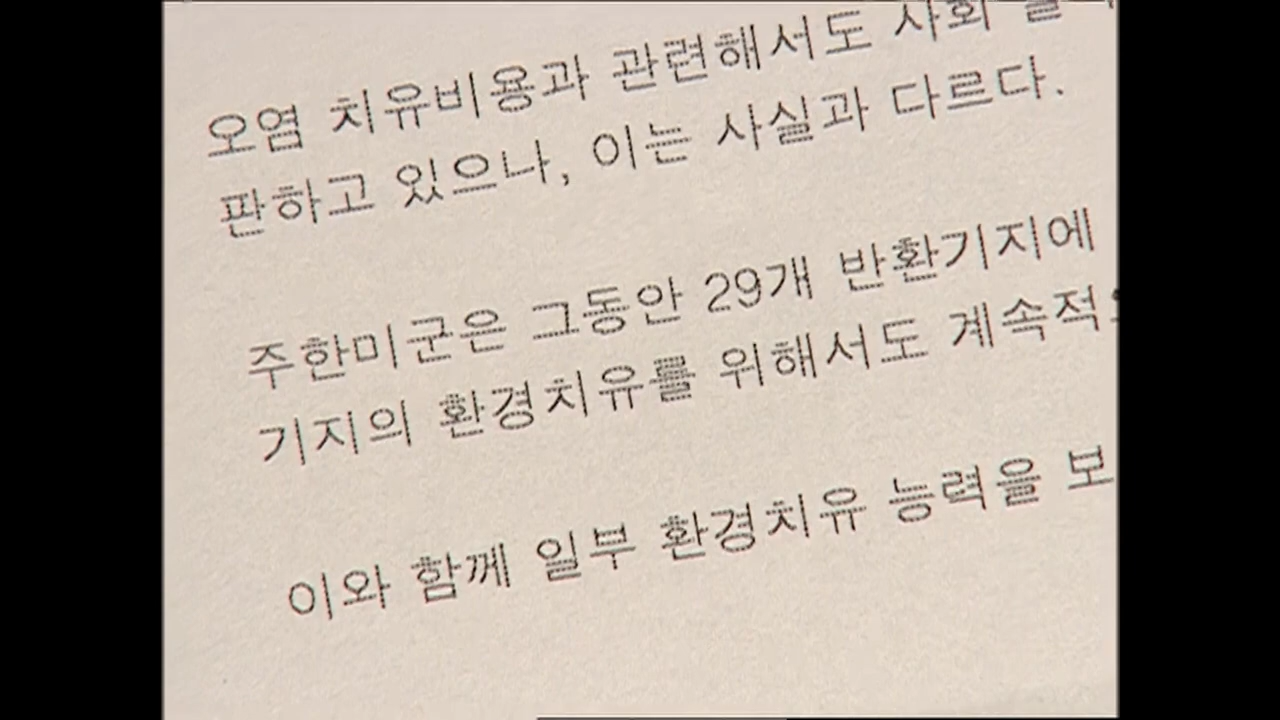 오염 치유비용과 관련해서도 사회
판하고 있으나, 이는 사실과 다르다.
주한미군은 그동안 29개 반환기지에
기지의 환경치유를 위해서도 계속적
이와 함께 일부 환경치유 능력을 보